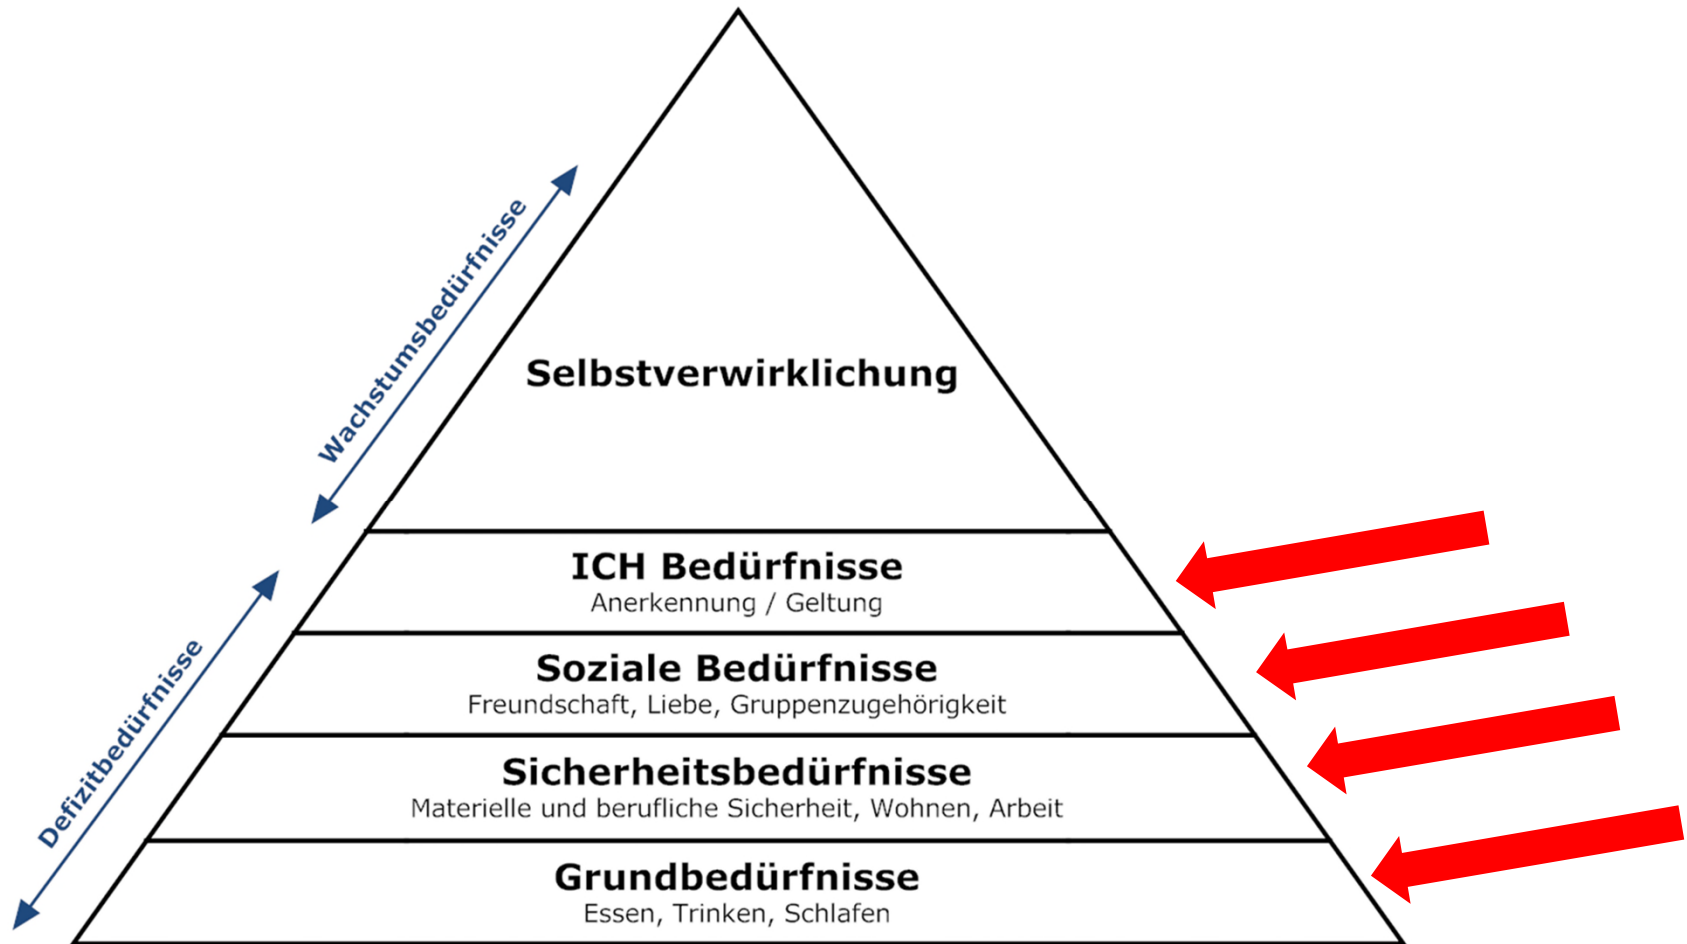 Wachstumsbedürfnisse
Selbstverwirklichung
Defizitbedürfnisse
ICH Bedürfnisse
Anerkennung / Geltung
Soziale Bedürfnisse
Freundschaft, Liebe, Gruppenzugehörigkeit
Sicherheitsbedürfnisse
Materielle und berufliche Sicherheit, Wohnen, Arbeit
Grundbedürfnisse
Essen, Trinken, Schlafen